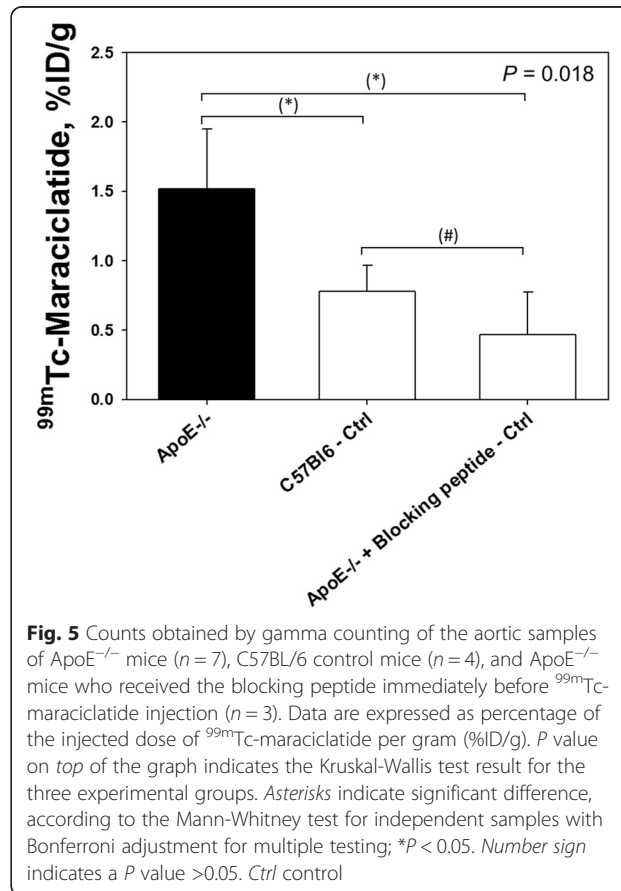 99mTc-Maraciclatide, %ID/g
2.5
2.0
1.5
1.0
0.5
0.0
P = 0.018
(*)
(*)
(#)
ApoE-/-
C57Bl6 - Ctrl
ApoE-/- + Blocking peptide - Ctrl
Fig. 5 Counts obtained by gamma counting of the aortic samples
of ApoE−/− mice (n = 7), C57BL/6 control mice (n = 4), and ApoE−/−
mice who received the blocking peptide immediately before 99mTc-
maraciclatide injection (n = 3). Data are expressed as percentage of
the injected dose of 99mTc-maraciclatide per gram (%ID/g). P value
on top of the graph indicates the Kruskal-Wallis test result for the
three experimental groups. Asterisks indicate significant difference,
according to the Mann-Whitney test for independent samples with
Bonferroni adjustment for multiple testing; *P < 0.05. Number sign
indicates a P value >0.05. Ctrl control